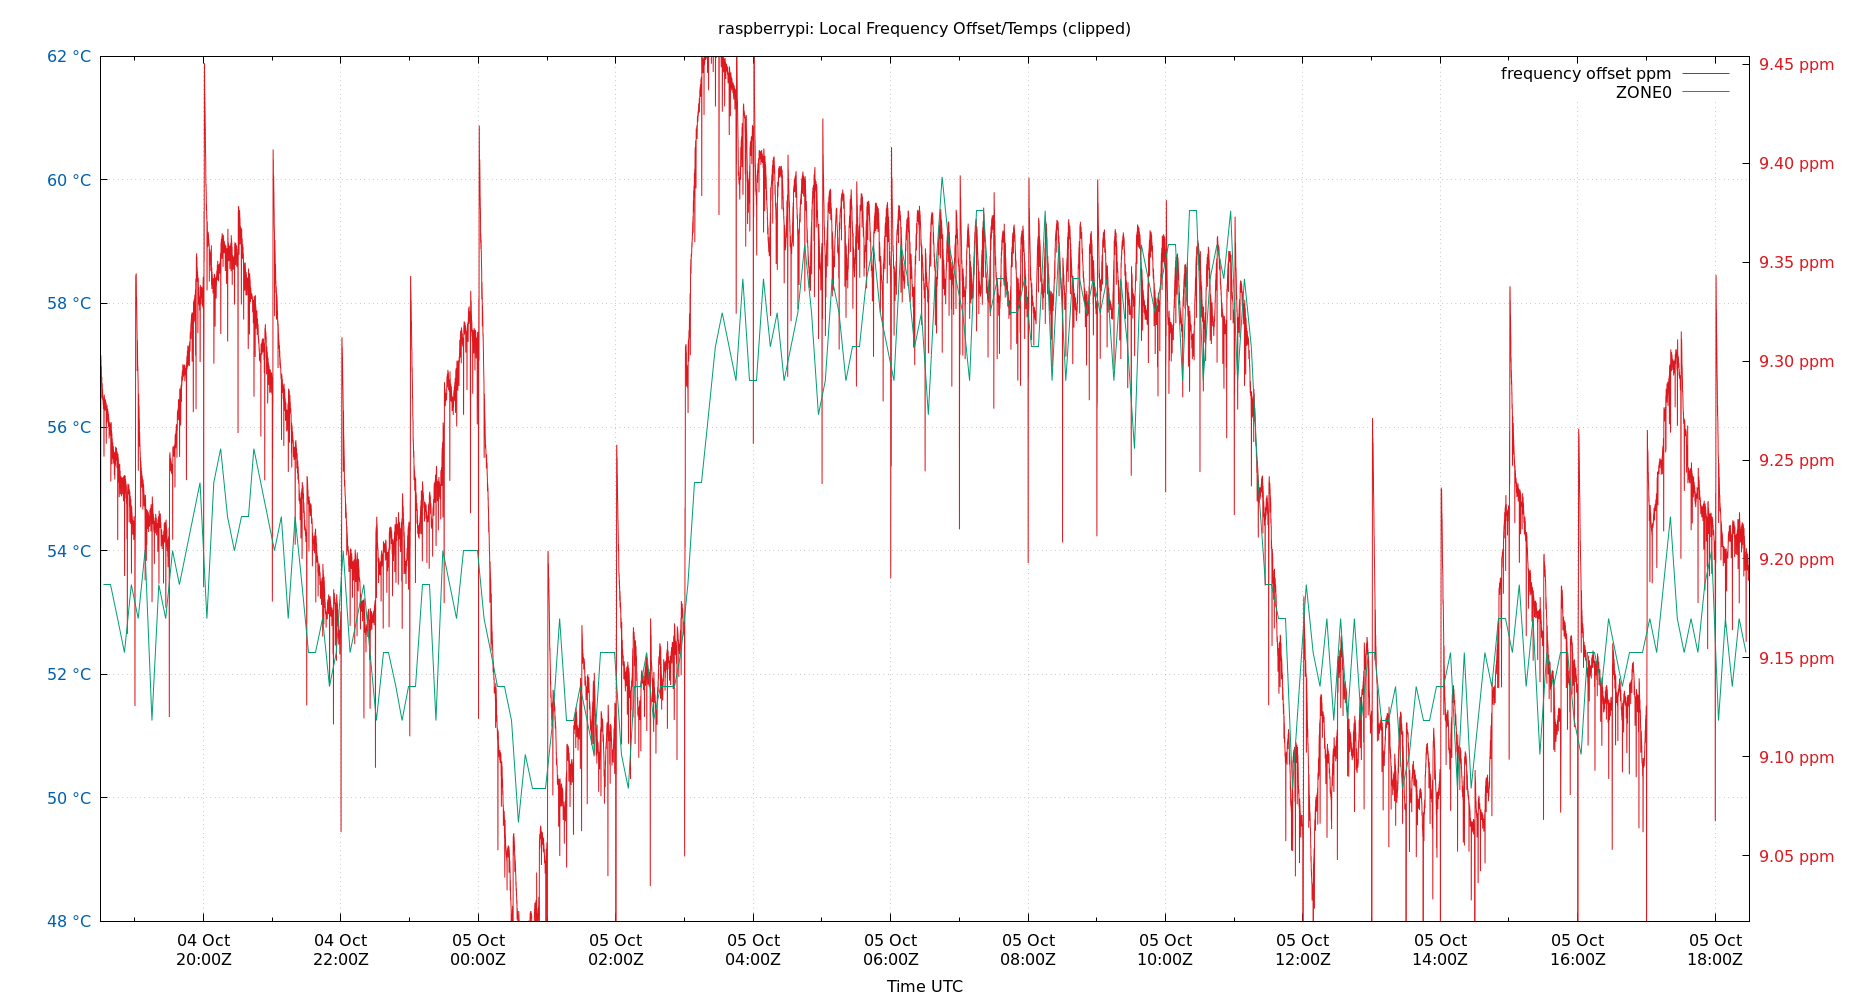 raspberrypi: Local Frequency Offset/Temps (clipped)
62 °C
60 °C
58 °C
56 °C
54 °C
52 °C
50 °C
48 °C
frequency offset ppm
ZONE0
9.45 ppm
9.40 ppm
9.35 ppm
9.30 ppm
9.25 ppm
9.20 ppm
9.15 ppm
9.10 ppm
9.05 ppm
04 Oct 04 Oct 05 Oct 05 Oct 05 Oct 05 Oct 05 Oct 05 Oct 05 Oct 05 Oct 05 Oct 05 Oct
20:00Z 22:00Z 00:00Z 02:00Z 04:00Z 06:00Z 08:00Z 10:00Z 12:00Z 14:00Z 16:00Z 18:00Z
Time UTC